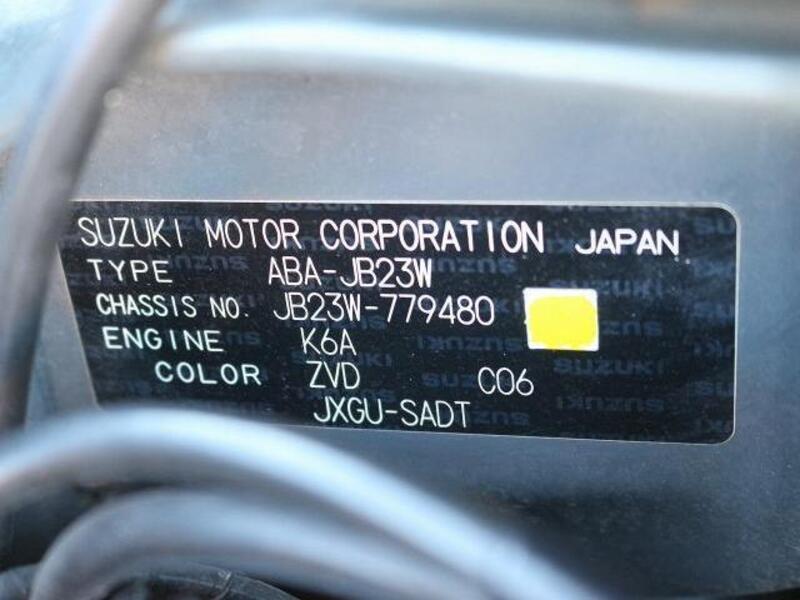 SUZUKI MOTOR CORPORATION JAPAN
TYPE ABA-JB23W
CHASSIS NO. JB23W-779480
ENGINE K6A
COLOR ZVD C06
JXGU-SADT